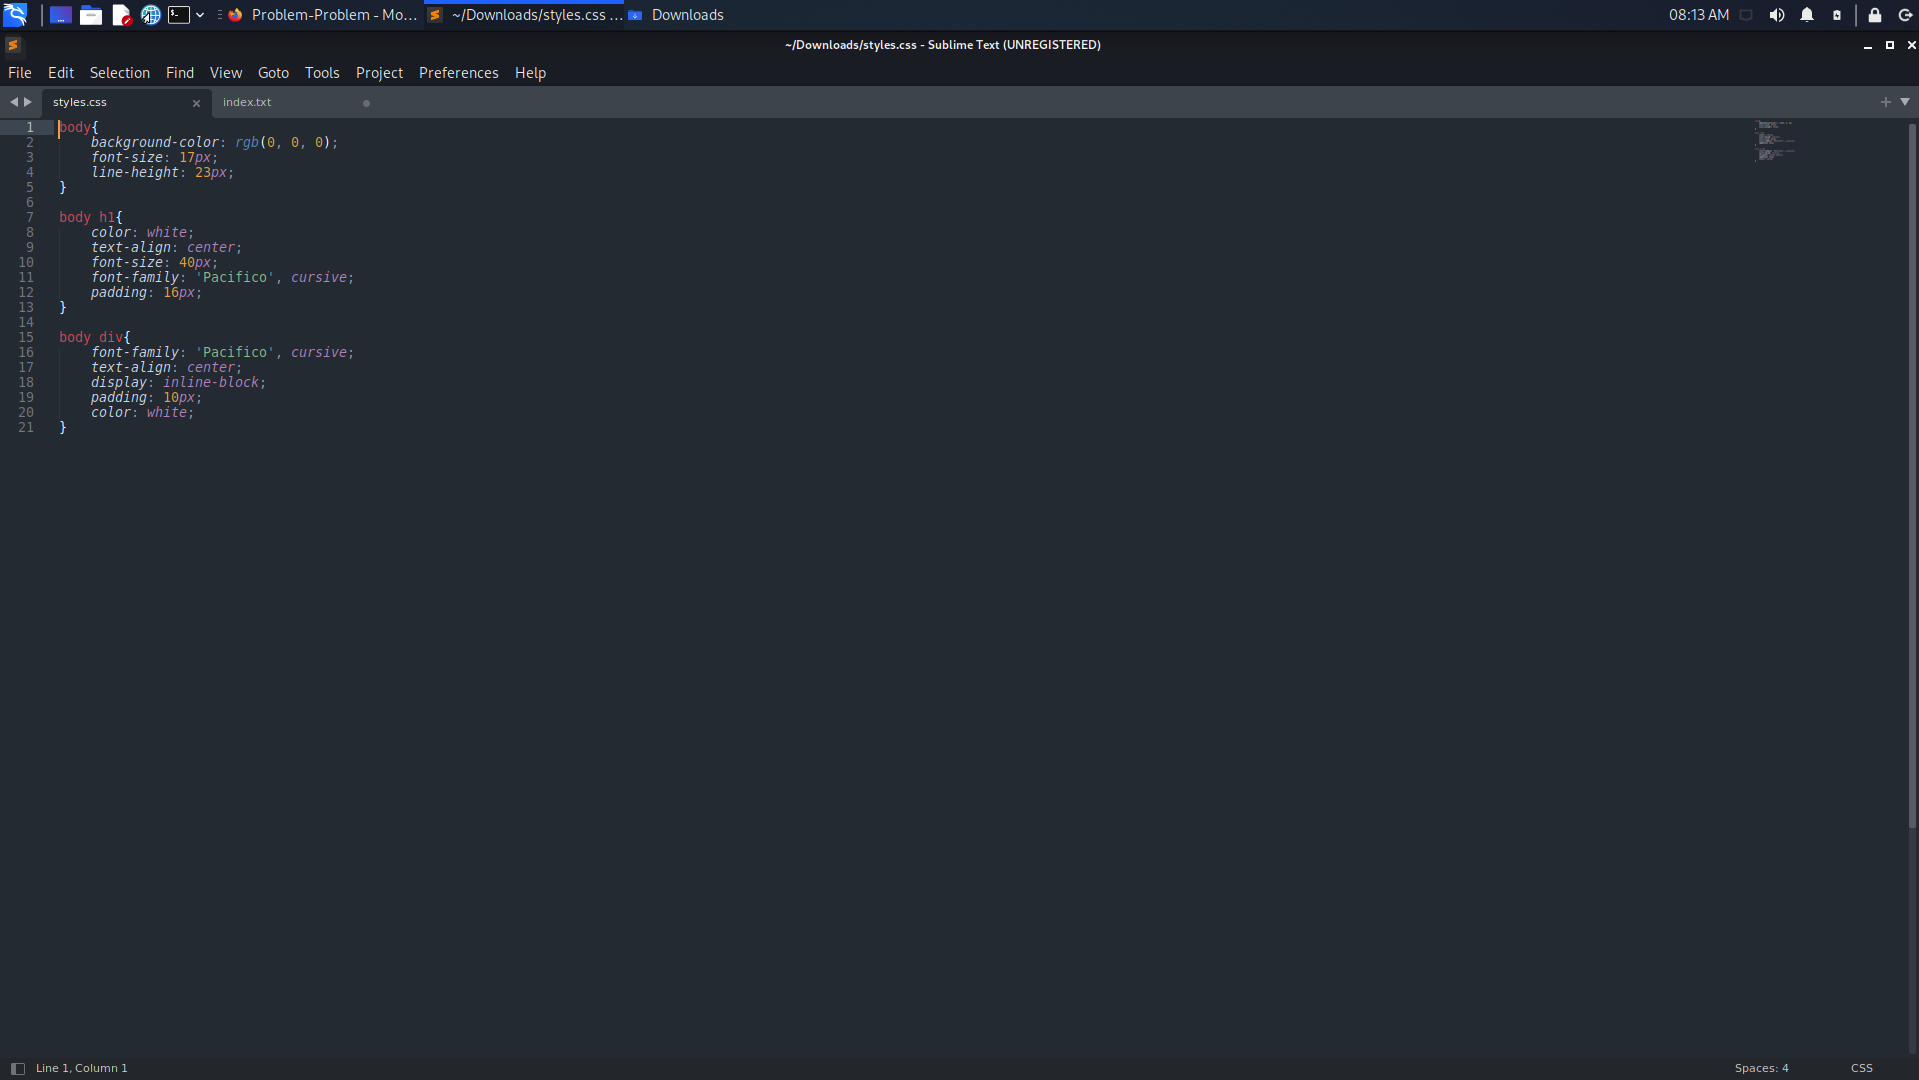 Problem-Problem - Mo... ~/Downloads/styles.css ... Downloads 08:13 AM
~/Downloads/styles.css - Sublime Text (UNREGISTERED)
File Edit Selection Find View Goto Tools Project Preferences Help
styles.css index.txt
1 body{
2 background-color: rgb(0, 0, 0);
3 font-size: 17px;
4 line-height: 23px;
5 }
6
7 body h1{
8 color: white;
9 text-align: center;
10 font-size: 40px;
11 font-family: 'Pacifico', cursive;
12 padding: 16px;
13 }
14
15 body div{
16 font-family: 'Pacifico', cursive;
17 text-align: center;
18 display: inline-block;
19 padding: 10px;
20 color: white;
21 }
Line 1, Column 1 Spaces: 4 CSS